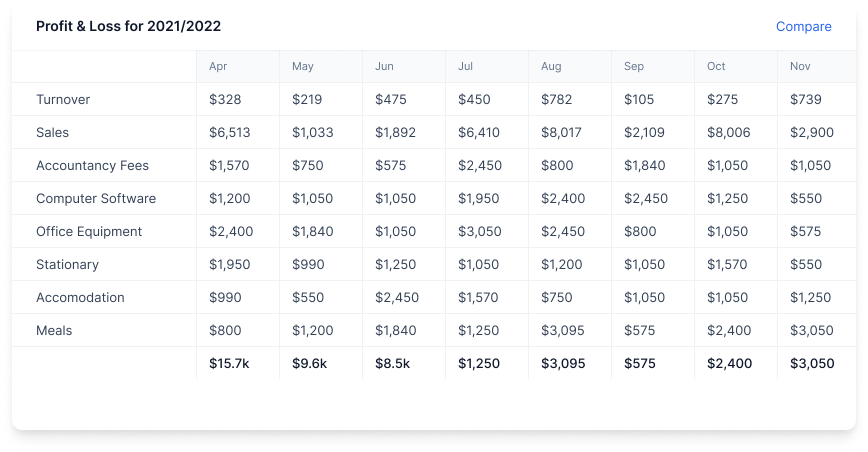 Profit & Loss for 2021/2022 Compare
Apr May Jun Jul Aug Sep Oct Nov
Turnover $328 $219 $475 $450 $782 $105 $275 $739
Sales $6,513 $1,033 $1,892 $6,410 $8,017 $2,109 $8,006 $2,900
Accountancy Fees $1,570 $750 $575 $2,450 $800 $1,840 $1,050 $1,050
Computer Software $1,200 $1,050 $1,050 $1,950 $2,400 $2,450 $1,250 $550
Office Equipment $2,400 $1,840 $1,050 $3,050 $2,450 $800 $1,050 $575
Stationary $1,950 $990 $1,250 $1,050 $1,200 $1,050 $1,570 $550
Accomodation $990 $550 $2,450 $1,570 $750 $1,050 $1,050 $1,250
Meals $800 $1,200 $1,840 $1,250 $3,095 $575 $2,400 $3,050
$15.7k $9.6k $8.5k $1,250 $3,095 $575 $2,400 $3,050